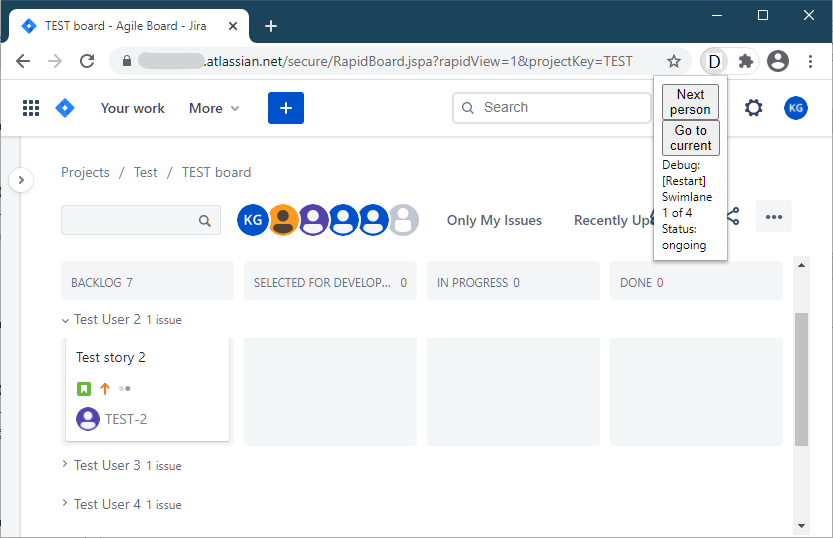 TEST board - Agile Board - Jira
.atlassian.net/secure/RapidBoard.jspa?rapidView=1&projectKey=TEST
D
Your work
More
Search
KG
Next
person
Go to
current
Debug:
[Restart]
Swimlane
1 of 4
Status:
ongoing
Projects / Test / TEST board
KG
Only My Issues
Recently Up
BACKLOG 7
SELECTED FOR DEVELOP... 0
IN PROGRESS 0
DONE 0
Test User 2 1 issue
Test story 2
TEST-2
Test User 3 1 issue
Test User 4 1 issue